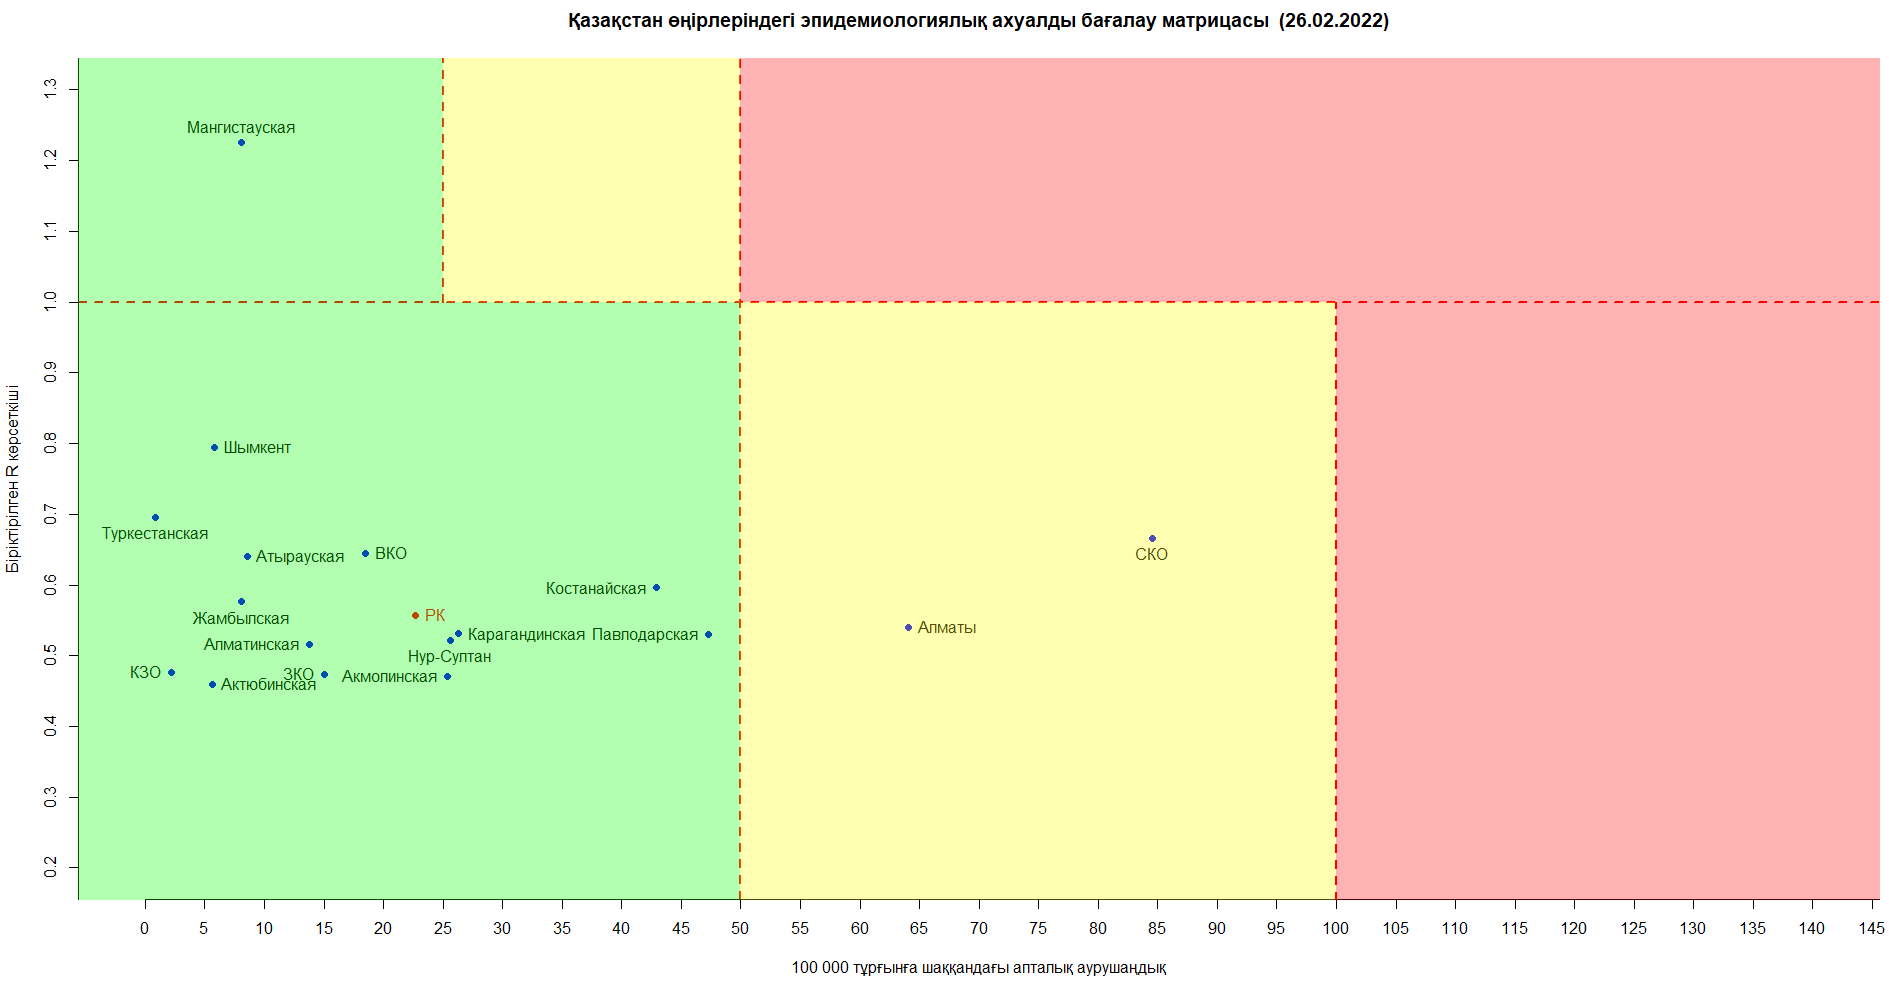 Қазақстан өңірлеріндегі эпидемиологиялық ахуалды бағалау матрицасы (26.02.2022)
Біріктірілген R көрсеткіші
1.3
1.2
1.1
1.0
0.9
0.8
0.7
0.6
0.5
0.4
0.3
0.2
Мангистауская
Шымкент
Туркестанская
Атырауская
ВКО
СКО
Костанайская
Жамбылская
РК
Алматы
Карагандинская
Павлодарская
Алматинская
Нур-Султан
КЗО
ЗКО
Акмолинская
Актюбинская
0 5 10 15 20 25 30 35 40 45 50 55 60 65 70 75 80 85 90 95 100 105 110 115 120 125 130 135 140 145
100 000 тұрғынға шаққандағы апталық аурушаңдық